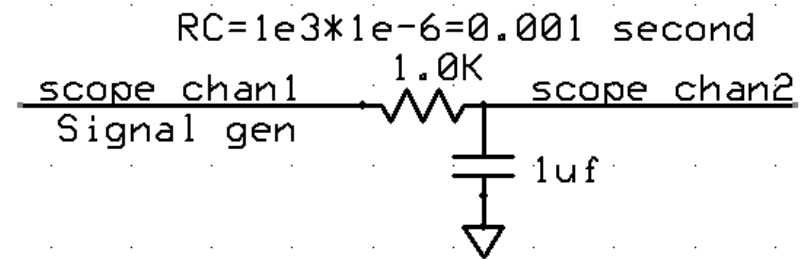 RC=1e3*1e-6=0.001 second
1.0K
scope chan1
scope chan2
Signal gen
1uf